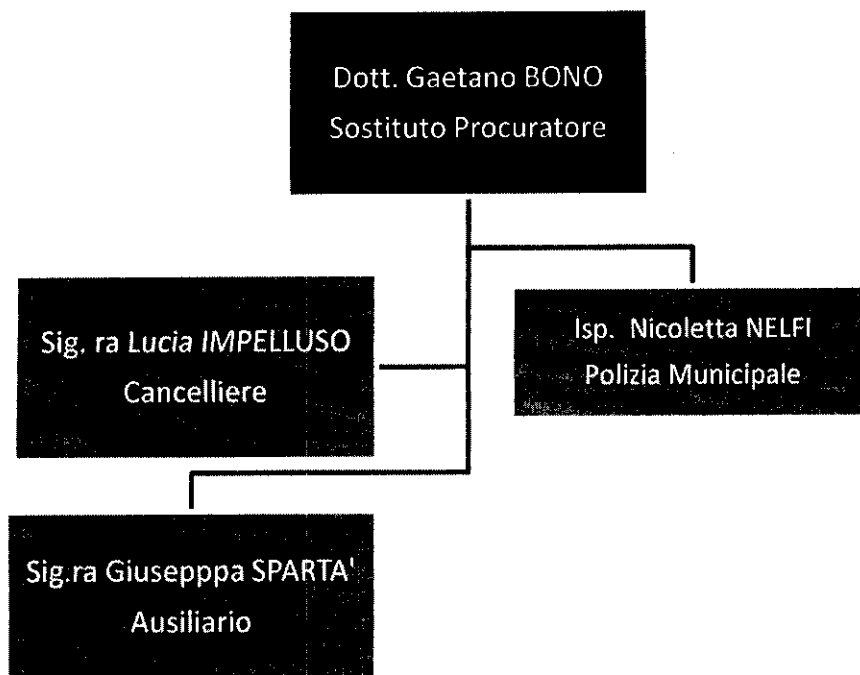 Dott. Gaetano BONO
Sostituto Procuratore
Sig. ra Lucia IMPELLUSO
Cancelliere
Isp. Nicoletta NELFI
Polizia Municipale
Sig.ra Giusepppa SPARTA'
Ausiliario